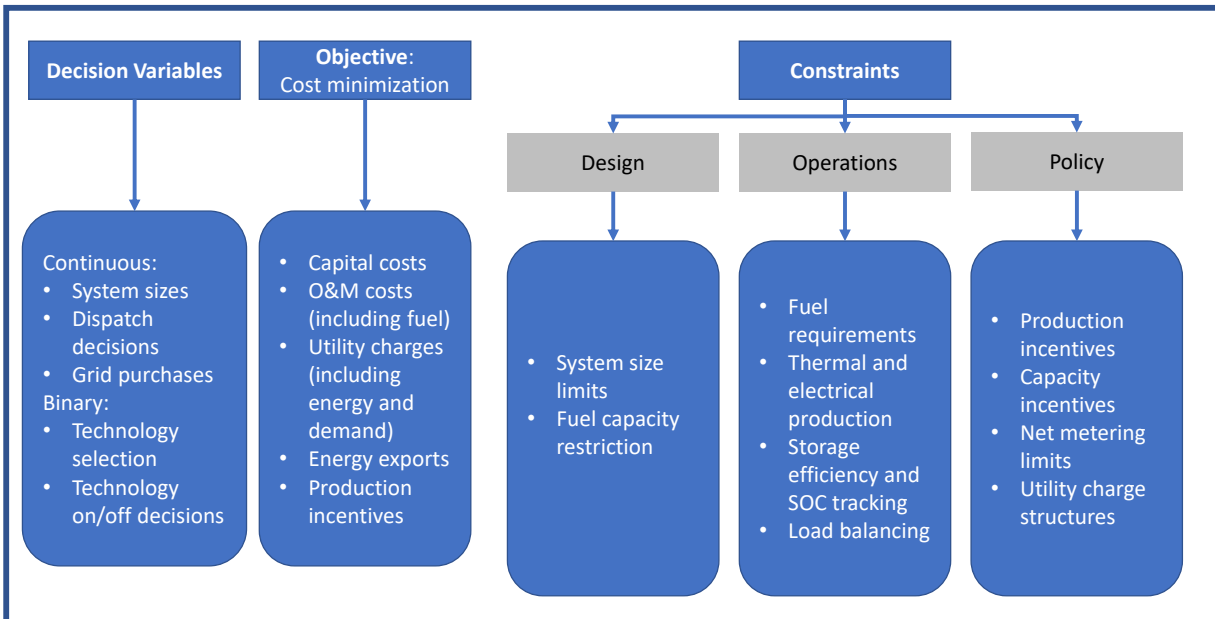 Decision Variables
Objective:
Cost minimization
Constraints
Design
Operations
Policy
Continuous:
• System sizes
• Dispatch
decisions
• Grid purchases
Binary:
• Technology
selection
• Technology
on/off decisions
• Capital costs
• O&M costs
(including fuel)
• Utility charges
(including
energy and
demand)
• Energy exports
• Production
incentives
• System size
limits
• Fuel capacity
restriction
• Fuel
requirements
• Thermal and
electrical
production
• Storage
efficiency and
SOC tracking
• Load balancing
• Production
incentives
• Capacity
incentives
• Net metering
limits
• Utility charge
structures